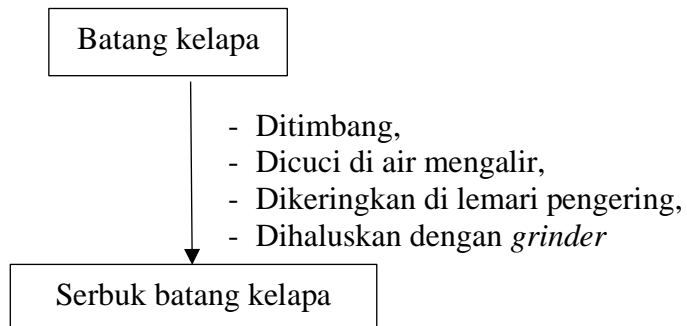 Batang kelapa
- Ditimbang,
- Dicuci di air mengalir,
- Dikeringkan di lemari pengering,
- Dihaluskan dengan grinder
Serbuk batang kelapa